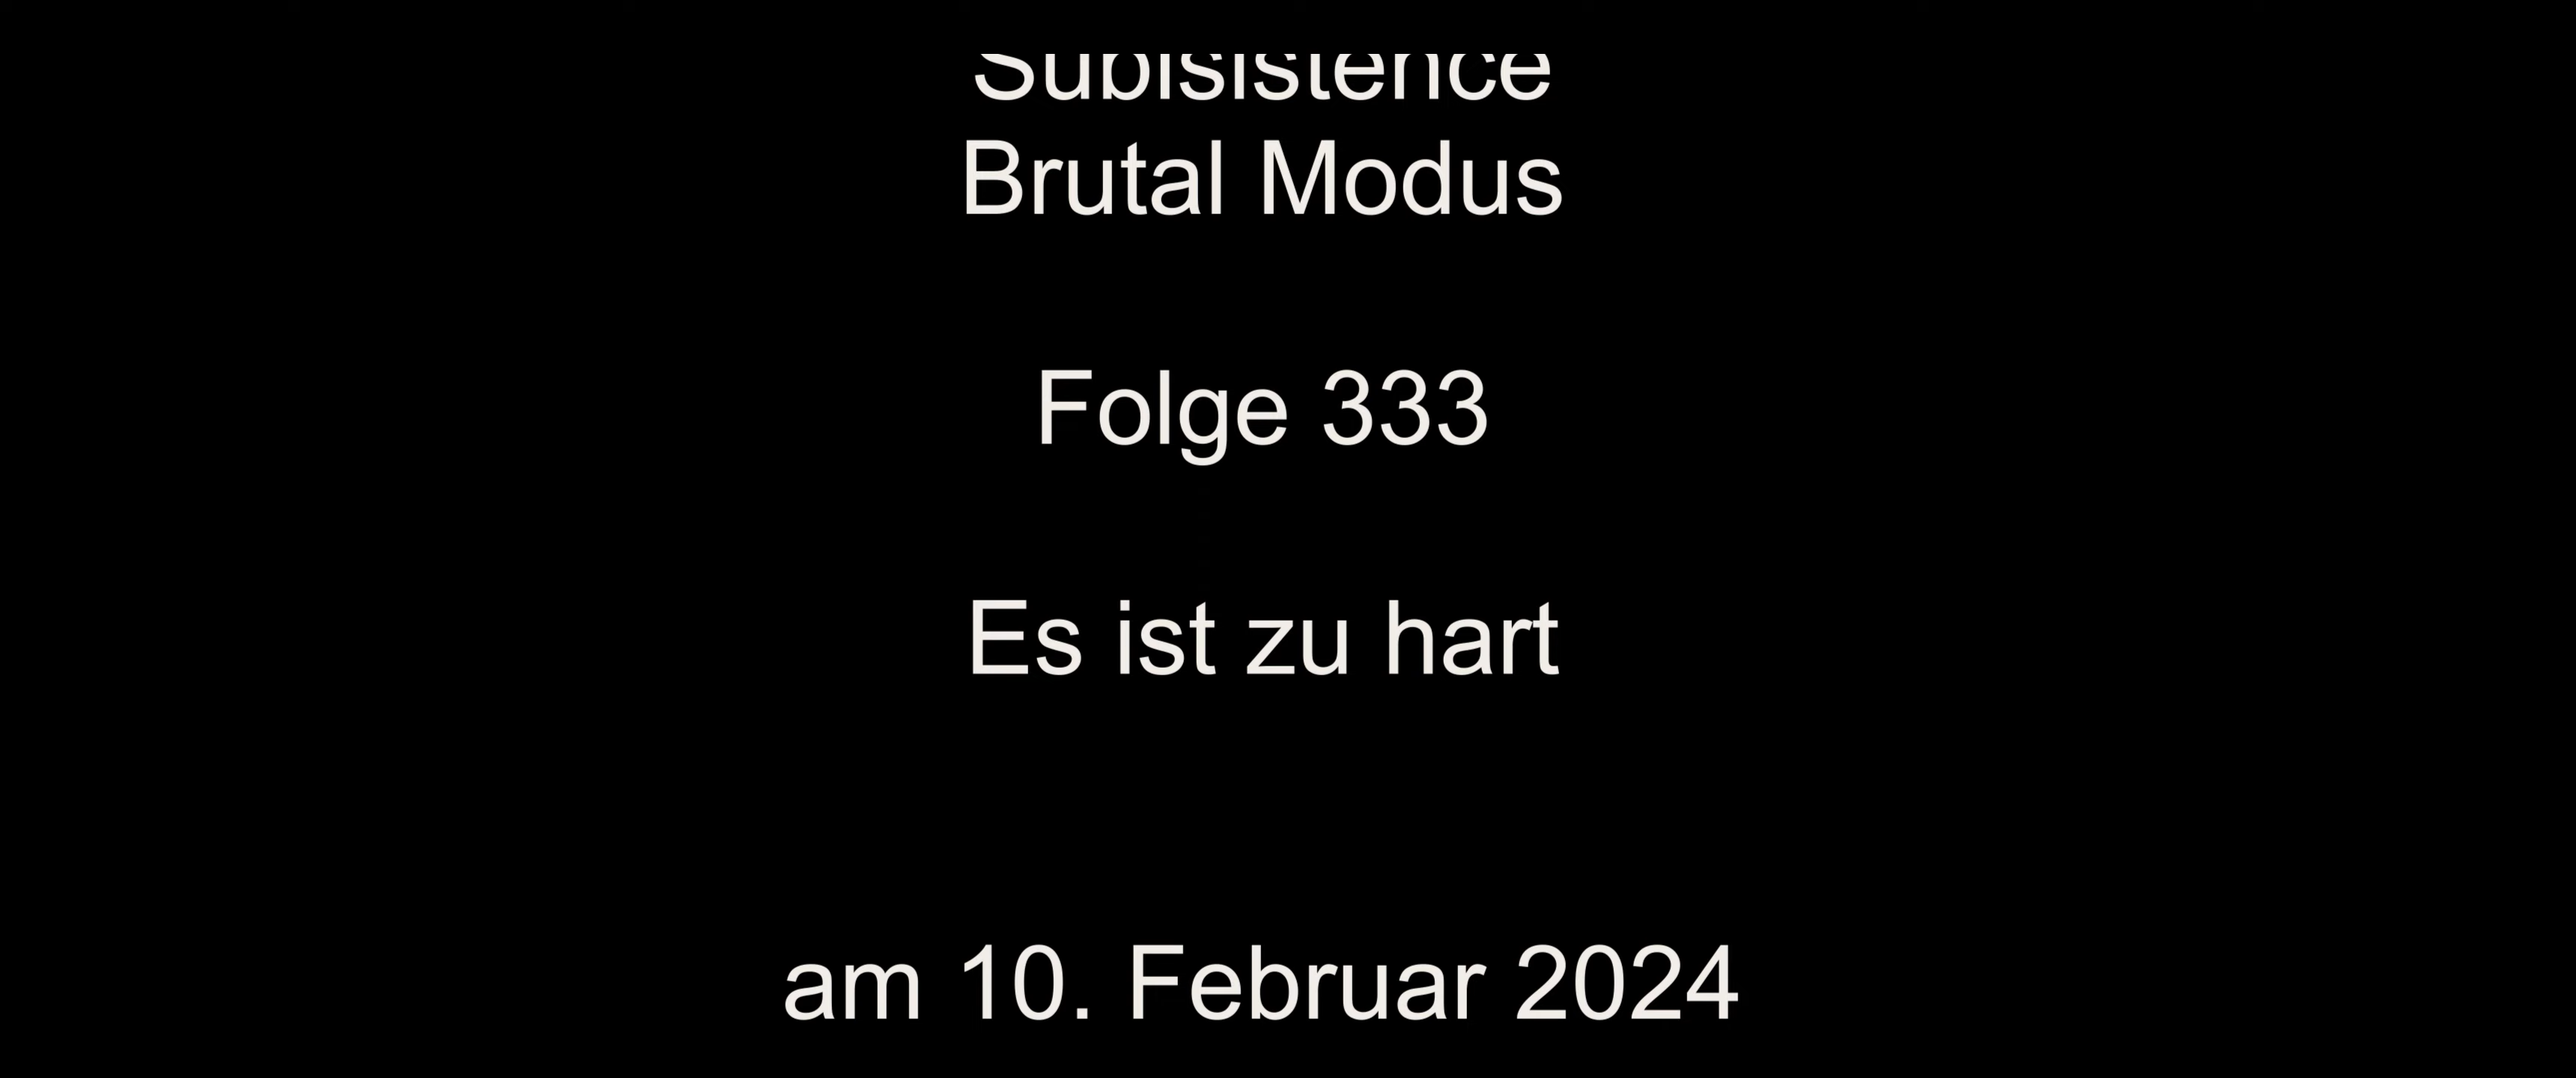 Subisistence
Brutal Modus
Folge 333
Es ist zu hart
am 10. Februar 2024